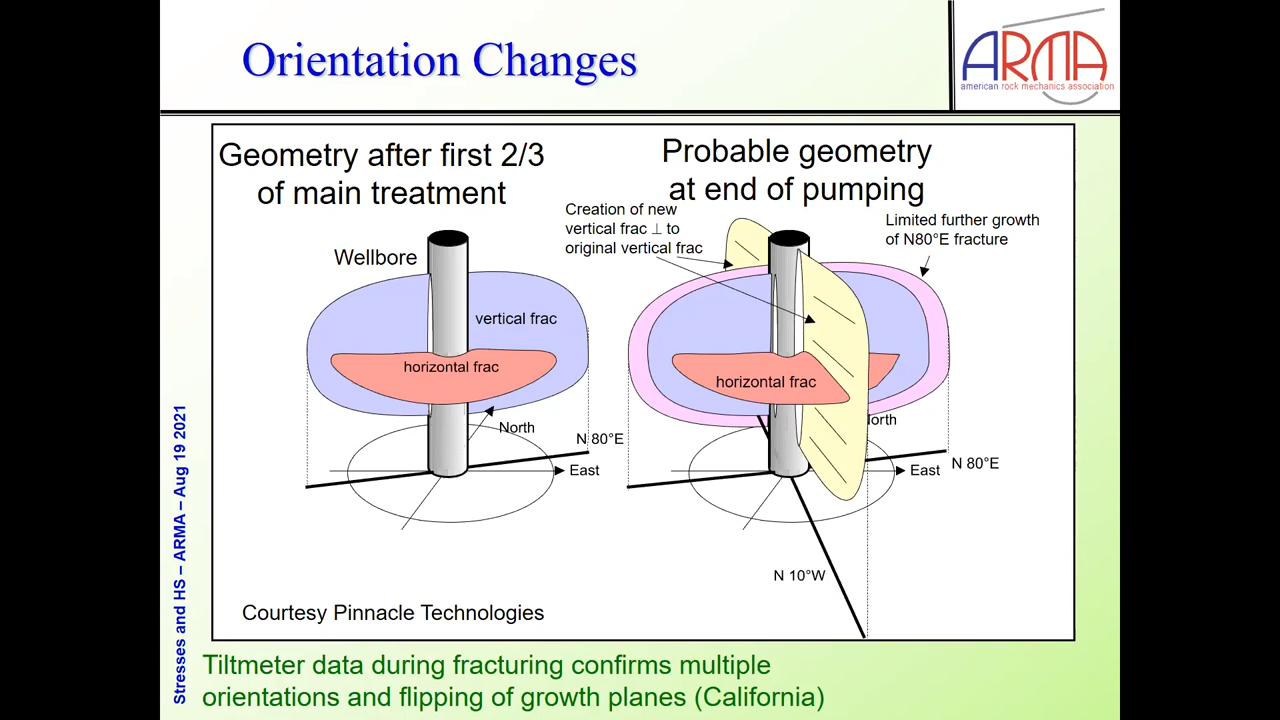 Orientation Changes
ARMA
american rock mechanics association
Geometry after first 2/3
of main treatment
Probable geometry
at end of pumping
Creation of new
vertical frac ⊥ to
original vertical frac
Limited further growth
of N80°E fracture
Wellbore
vertical frac
horizontal frac
North
N 80°E
East
horizontal frac
orth
N 80°E
East
N 10°W
Courtesy Pinnacle Technologies
Stresses and HS – ARMA – Aug 19 2021
Tiltmeter data during fracturing confirms multiple
orientations and flipping of growth planes (California)